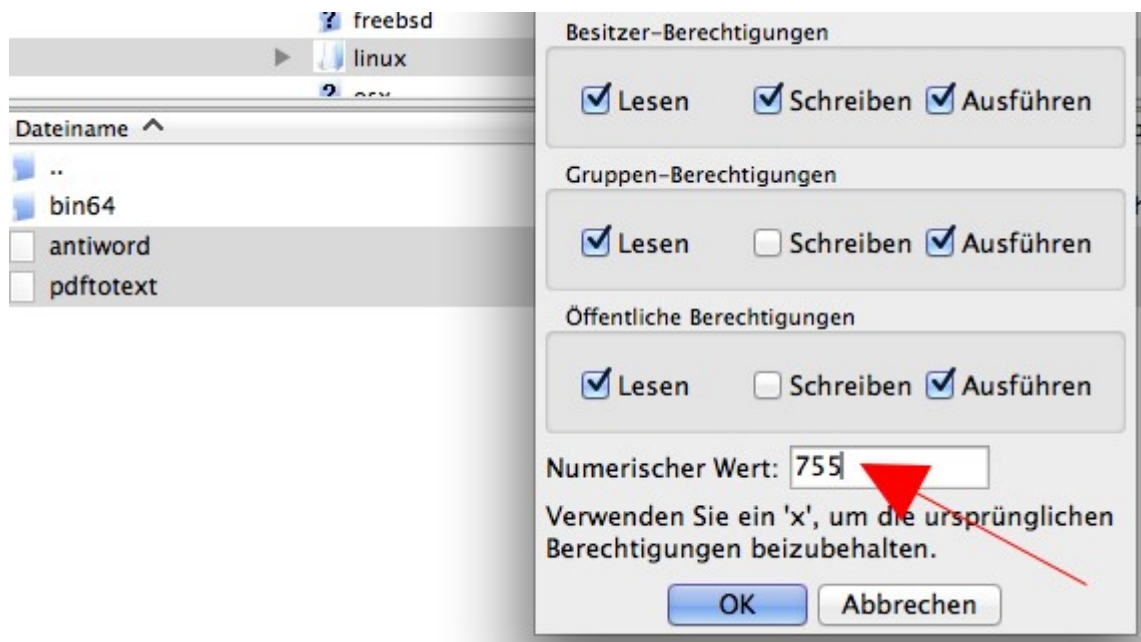 freebsd
linux
Dateiname
..
bin64
antiword
pdftotext
Besitzer-Berechtigungen
Lesen Schreiben Ausführen
Gruppen-Berechtigungen
Lesen Schreiben Ausführen
Öffentliche Berechtigungen
Lesen Schreiben Ausführen
Numerischer Wert: 755
Verwenden Sie ein 'x', um die ursprünglichen
Berechtigungen beizubehalten.
OK Abbrechen